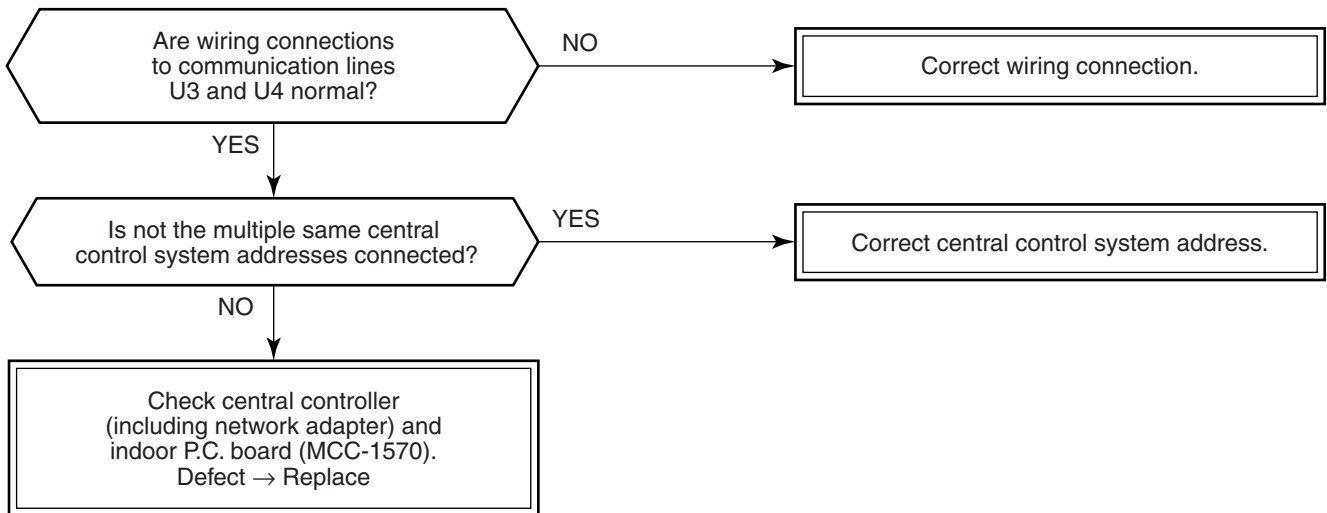 Are wiring connections
to communication lines
U3 and U4 normal?
NO
Correct wiring connection.
YES
Is not the multiple same central
control system addresses connected?
YES
Correct central control system address.
NO
Check central controller
(including network adapter) and
indoor P.C. board (MCC-1570).
Defect → Replace